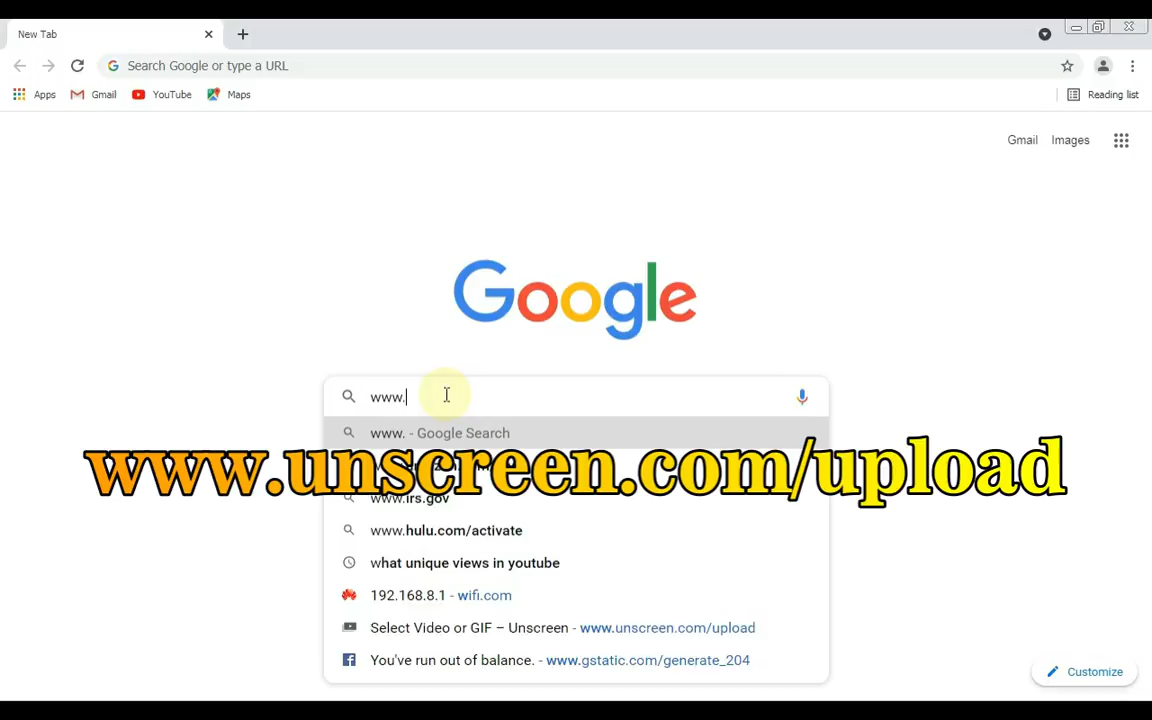 New Tab
Search Google or type a URL
Apps Gmail YouTube Maps Reading list
Gmail Images
Google
www.
www. - Google Search
www.unscreen.com/upload
www.irs.gov
www.hulu.com/activate
what unique views in youtube
192.168.8.1 - wifi.com
Select Video or GIF – Unscreen - www.unscreen.com/upload
You've run out of balance. - www.gstatic.com/generate_204
Customize